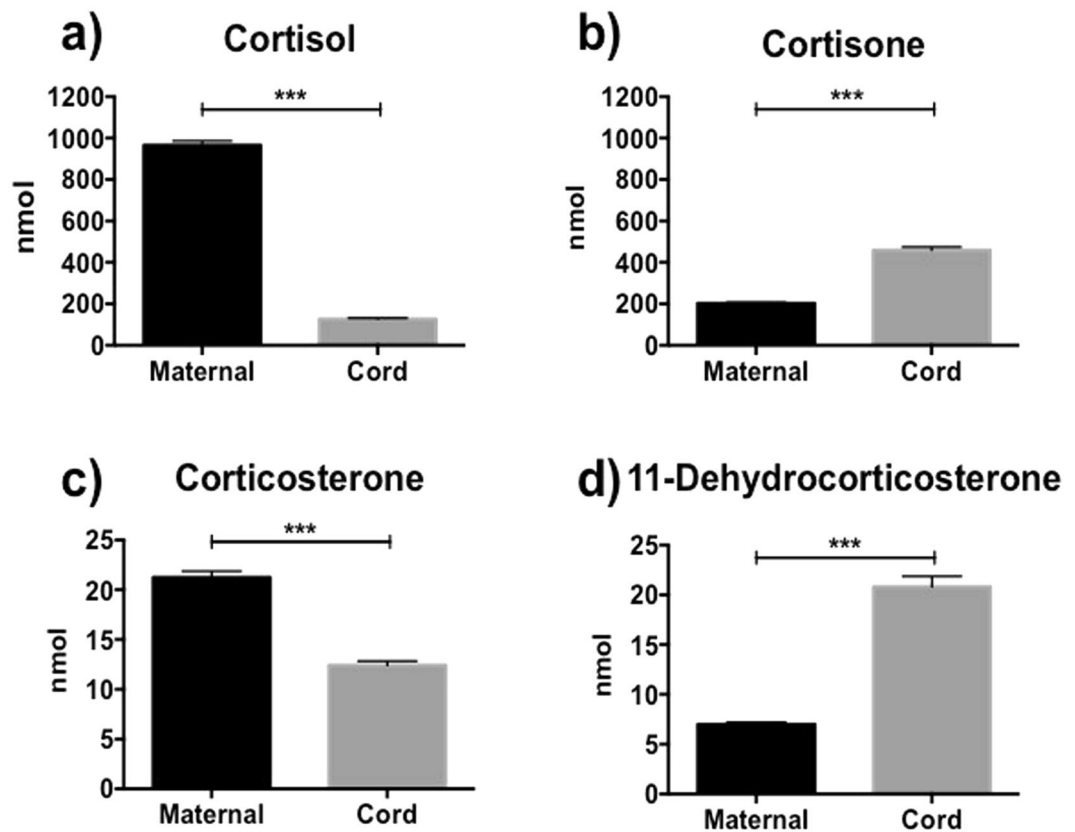 a) Cortisol
***
1200
1000
800
600
400
200
0
nmol
Maternal Cord
b) Cortisone
***
1200
1000
800
600
400
200
0
nmol
Maternal Cord
c) Corticosterone
***
25
20
15
10
5
0
nmol
Maternal Cord
d) 11-Dehydrocorticosterone
***
25
20
15
10
5
0
nmol
Maternal Cord